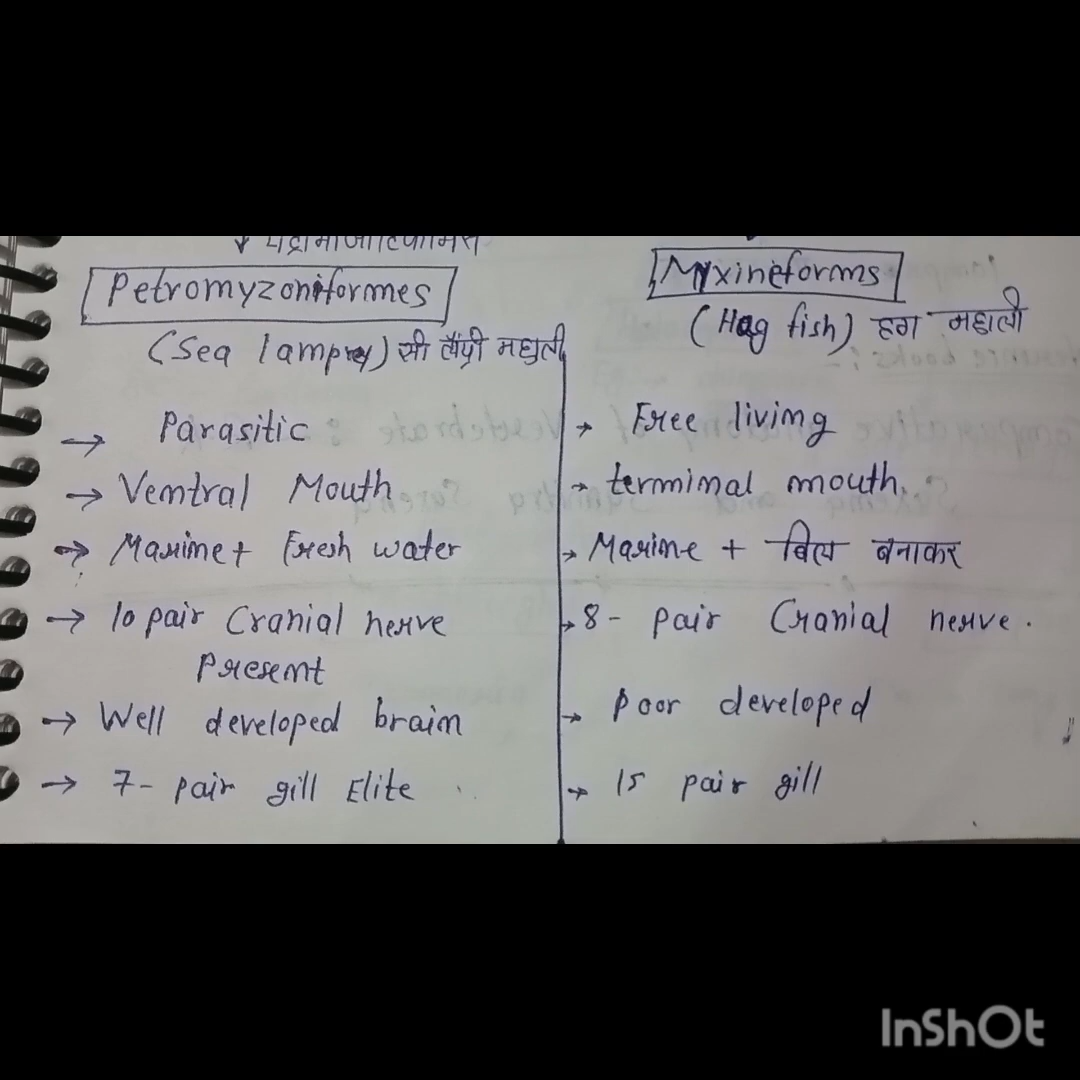 Petromyzoniformes
(Sea lamprey) सी लैंप्री मछली
→ Parasitic
→ Ventral Mouth
→ Marine + Fresh water
→ 10 pair Cranial nerve
Present
→ Well developed brain
→ 7- pair gill Elite
Myxineforms
(Hag fish) हग मछली
→ Free living
→ terminal mouth.
→ Marine + बिल बनाकर
→ 8- pair Cranial nerve.
→ Poor developed
→ 15 pair gill
InShOt